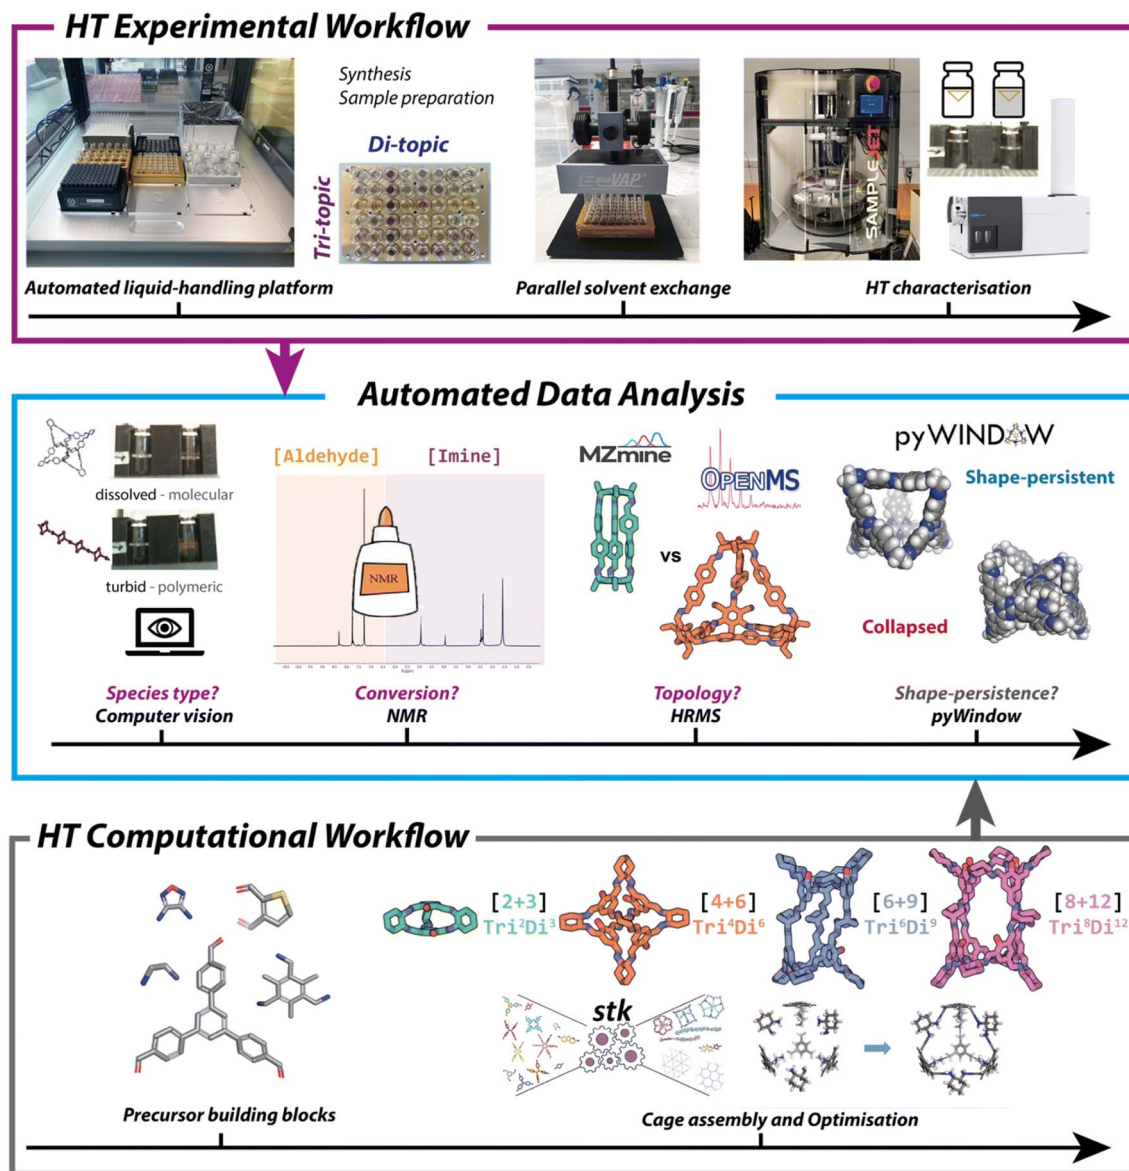 HT Experimental Workflow
Synthesis
Sample preparation
Di-topic
Tri-topic
EquaVAP
SAMPLEJET
Automated liquid-handling platform
Parallel solvent exchange
HT characterisation
Automated Data Analysis
dissolved - molecular
turbid - polymeric
[Aldehyde]
[Imine]
NMR
MZmine
OPENMS
vs
pyWINDOW
Shape-persistent
Collapsed
Species type?
Computer vision
Conversion?
NMR
Topology?
HRMS
Shape-persistence?
pyWindow
HT Computational Workflow
[2+3]
Tri²Di³
[4+6]
Tri⁴Di⁶
[6+9]
Tri⁶Di⁹
[8+12]
Tri⁸Di¹²
stk
Precursor building blocks
Cage assembly and Optimisation